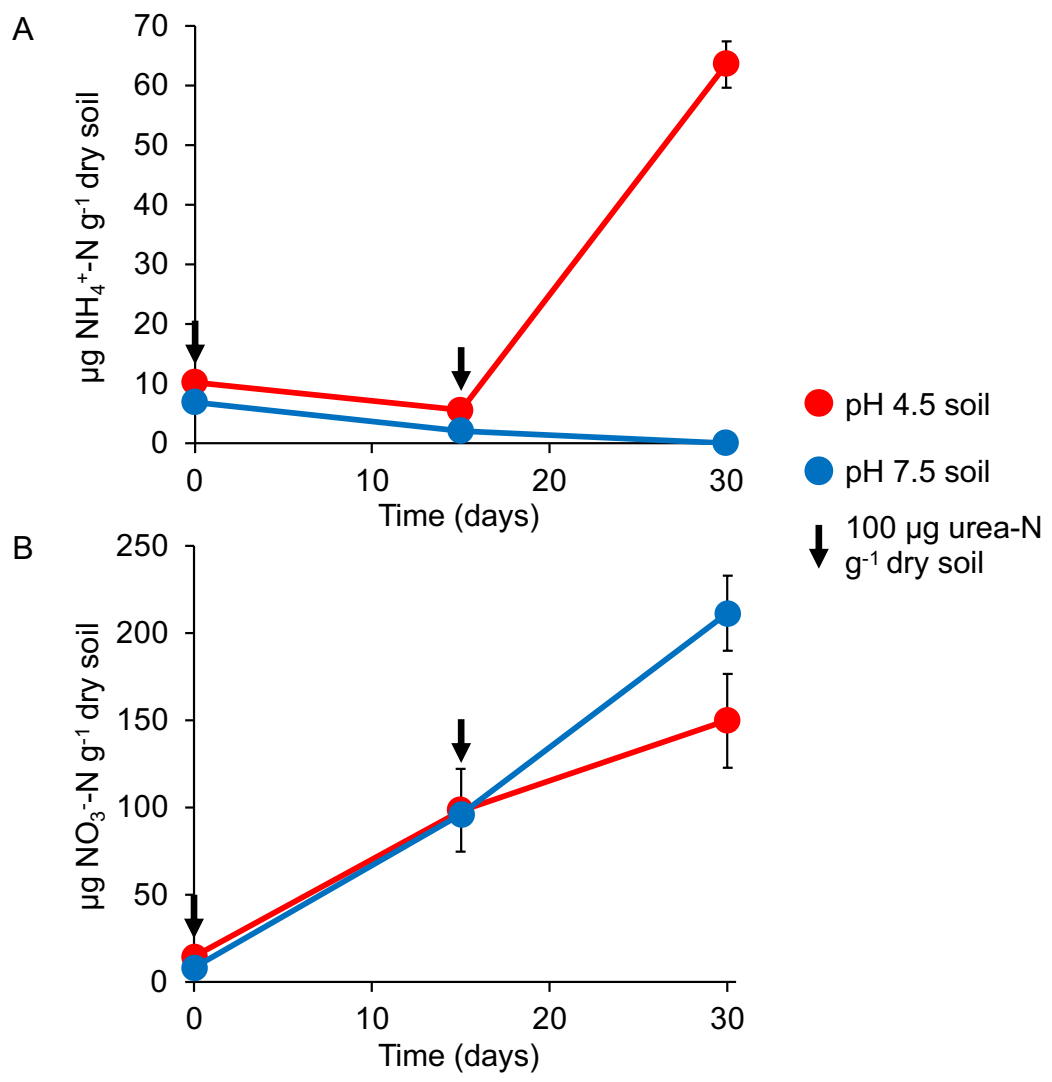 A
70
60
50
40
30
20
10
0
µg NH₄⁺-N g⁻¹ dry soil
0 10 20 30
Time (days)
pH 4.5 soil
pH 7.5 soil
100 µg urea-N
g⁻¹ dry soil
B
250
200
150
100
50
0
µg NO₃⁻-N g⁻¹ dry soil
0 10 20 30
Time (days)